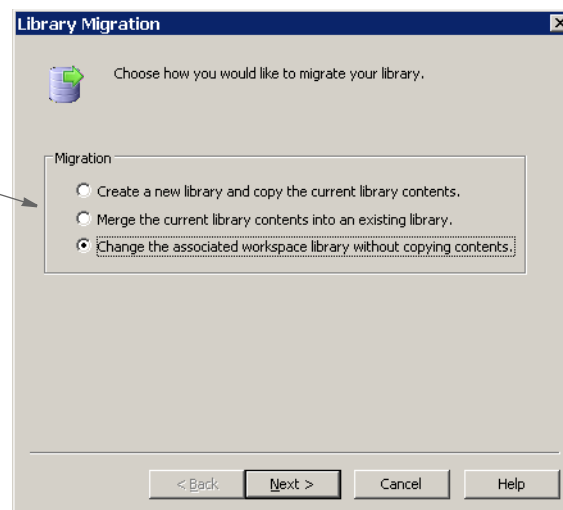 Library Migration
Choose how you would like to migrate your library.
Migration
Create a new library and copy the current library contents.
Merge the current library contents into an existing library.
Change the associated workspace library without copying contents.
< Back
Next >
Cancel
Help